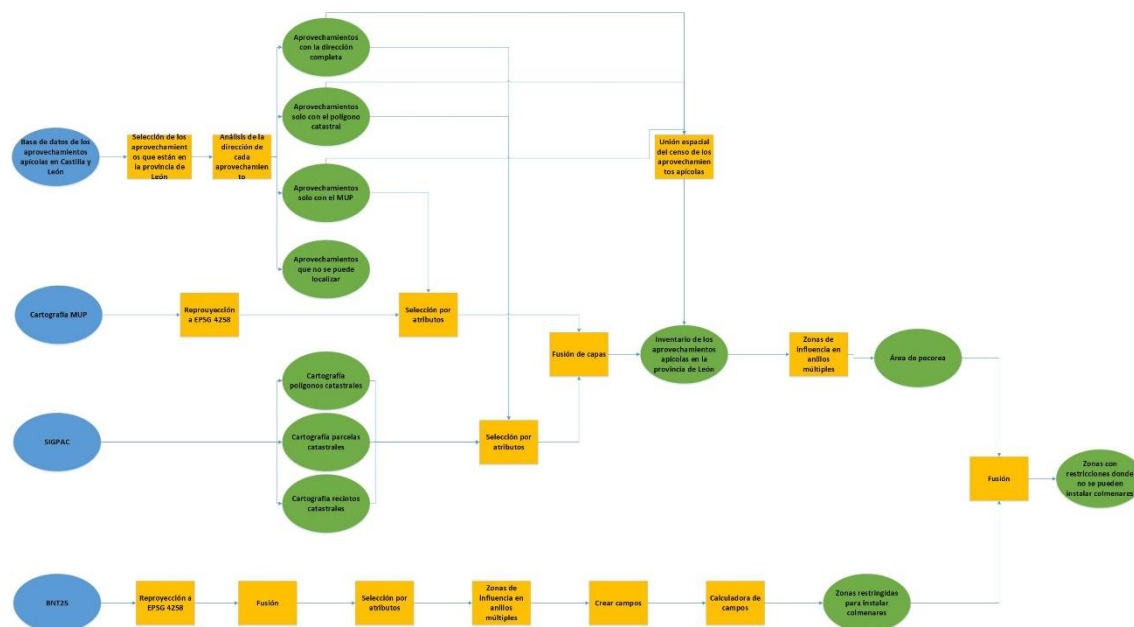 Aprovechamientos
con la dirección
completa
Aprovechamientos
solo con el polígono
catastral
Base de datos de los
aprovechamientos
apícolas en Castilla y
León
Selección de los
aprovechamien
tos que están en
la provincia de
León
Análisis de la
dirección de
cada
aprovechamie
nto
Unión espacial
del censo de los
aprovechamien
tos apícolas
Aprovechamientos
solo con el MUP
Aprovechamientos
que no se puede
localizar
Cartografía MUP
Reprouyección
a EPSG 4258
Selección por
atributos
Fusión de capas
Inventario de los
aprovechamientos
apícolas en la
provincia de León
Zonas de
influencia en
anillos múltiples
Área de pecorea
Cartografía
polígonos catastrales
SIGPAC
Cartografía parcelas
catastrales
Selección por
atributos
Cartografía recintos
catastrales
Fusión
Zonas con
restricciones donde
no se pueden
instalar colmenares
BNT25
Reproyección a
EPSG 4258
Fusión
Selección por
atributos
Zonas de
influencia en
anillos
múltiples
Crear campos
Calculadora de
campos
Zonas restringidas
para instalar
colmenares